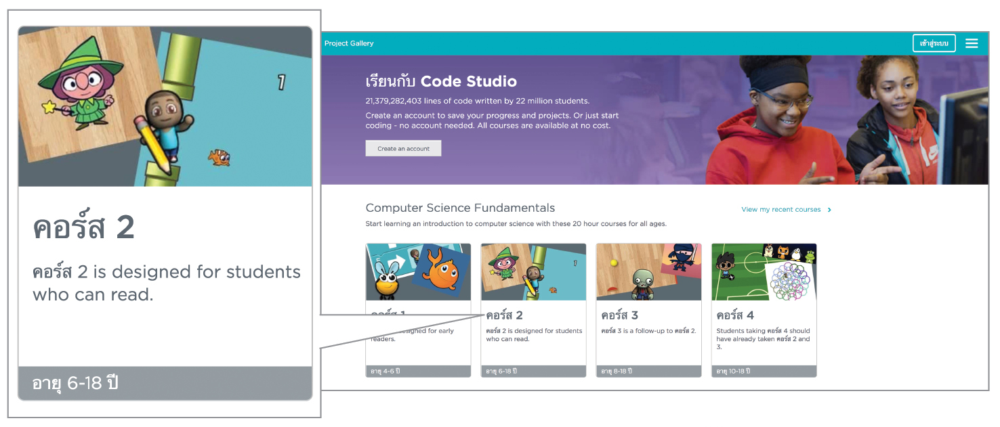 1
คอร์ส 2
คอร์ส 2 is designed for students
who can read.
อายุ 6-18 ปี
Project Gallery
เข้าสู่ระบบ
เรียนกับ Code Studio
21,379,282,403 lines of code written by 22 million students.
Create an account to save your progress and projects. Or just start
coding - no account needed. All courses are available at no cost.
Create an account
Computer Science Fundamentals
View my recent courses
Start learning an introduction to computer science with these 20 hour courses for all ages.
คอร์ส 1
designed for early
readers.
อายุ 4-6 ปี
1
คอร์ส 2
คอร์ส 2 is designed for students
who can read.
อายุ 6-18 ปี
คอร์ส 3
คอร์ส 3 is a follow-up to คอร์ส 2.
อายุ 8-18 ปี
คอร์ส 4
Students taking คอร์ส 4 should
have already taken คอร์ส 2 and
3.
อายุ 10-18 ปี